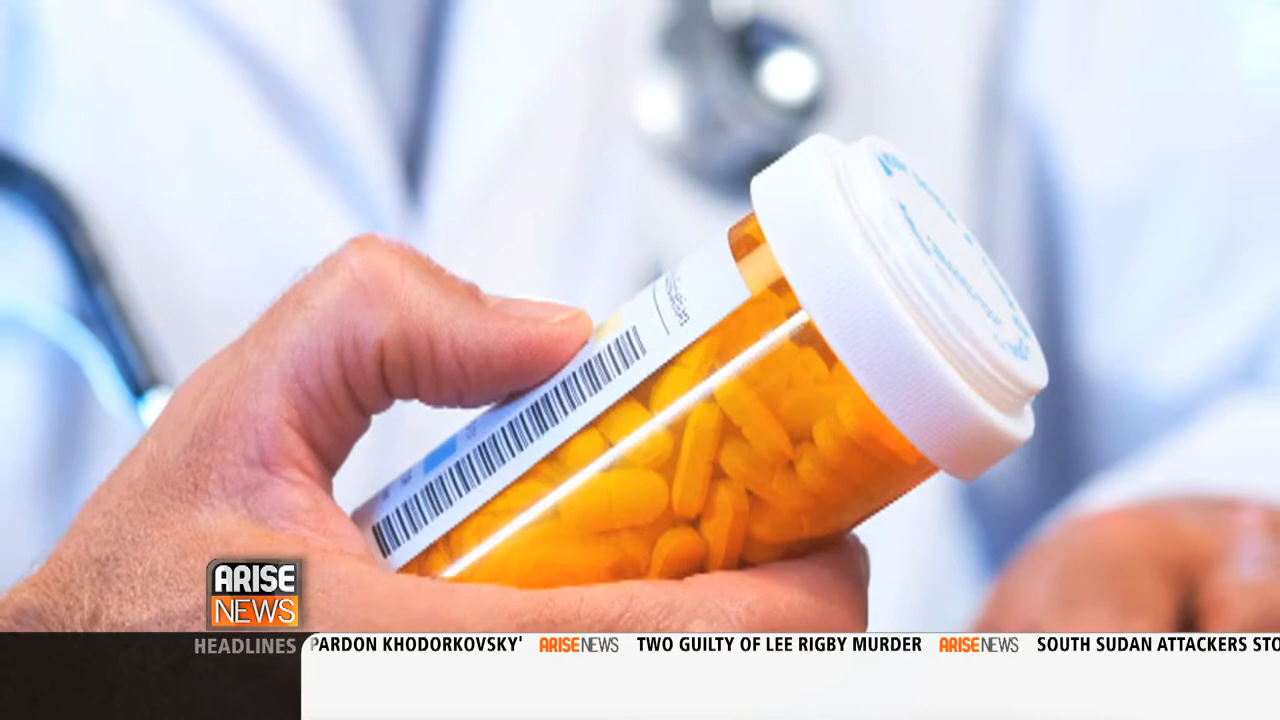 ARISE
NEWS
HEADLINES
PARDON KHODORKOVSKY' ARISENEWS TWO GUILTY OF LEE RIGBY MURDER ARISENEWS SOUTH SUDAN ATTACKERS STO